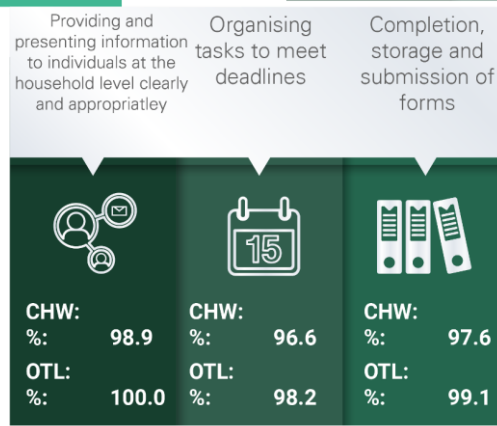 Providing and
presenting information
to individuals at the
household level clearly
and appropriatley
Organising
tasks to meet
deadlines
Completion,
storage and
submission of
forms
15
CHW:
%: 98.9
OTL:
%: 100.0
CHW:
%: 96.6
OTL:
%: 98.2
CHW:
%: 97.6
OTL:
%: 99.1